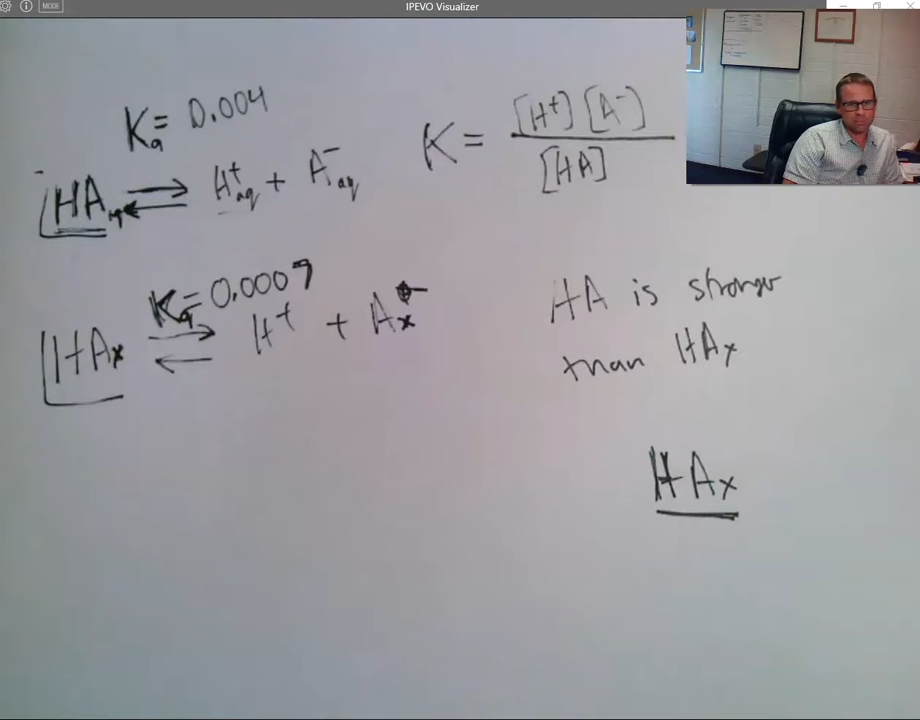 MODE
IPEVO Visualizer
Ka= 0.004
K = [H+][A-]
[HA]
HAaq ⇌ H+aq + A-aq
Ka= 0.0007
HAx ⇌ H+ + Ax-
HA is stronger
than HAx
HAx